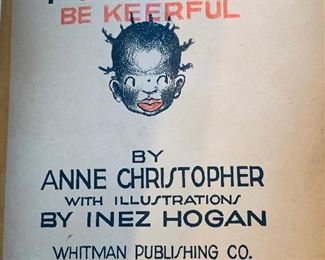 BE KEERFUL
BY
ANNE CHRISTOPHER
WITH ILLUSTRATIONS
BY INEZ HOGAN
WHITMAN PUBLISHING CO.